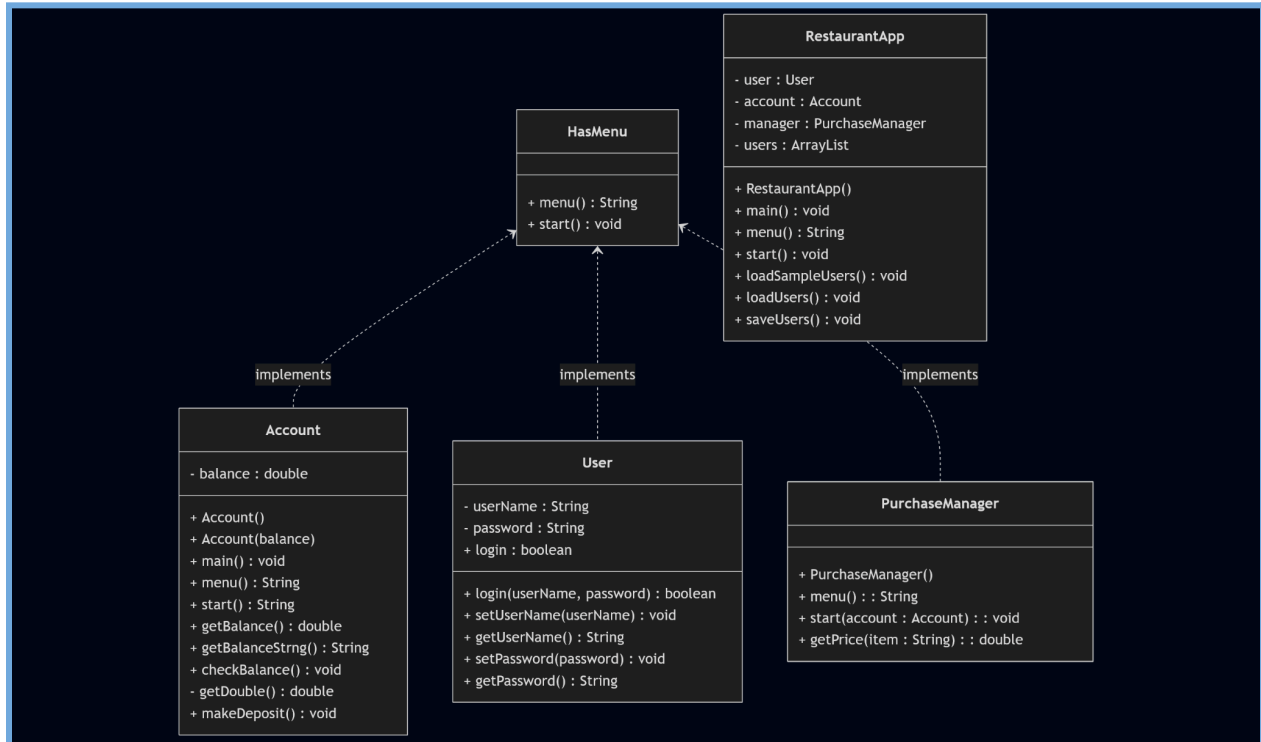 RestaurantApp
- user : User
- account : Account
- manager : PurchaseManager
- users : ArrayList
+ RestaurantApp()
+ main() : void
+ menu() : String
+ start() : void
+ loadSampleUsers() : void
+ loadUsers() : void
+ saveUsers() : void
HasMenu
+ menu() : String
+ start() : void
implements
implements
implements
Account
- balance : double
+ Account()
+ Account(balance)
+ main() : void
+ menu() : String
+ start() : String
+ getBalance() : double
+ getBalanceStrng() : String
+ checkBalance() : void
- getDouble() : double
+ makeDeposit() : void
User
- userName : String
- password : String
+ login : boolean
+ login(userName, password) : boolean
+ setUserName(userName) : void
+ getUserName() : String
+ setPassword(password) : void
+ getPassword() : String
PurchaseManager
+ PurchaseManager()
+ menu() : : String
+ start(account : Account) : : void
+ getPrice(item : String) : : double